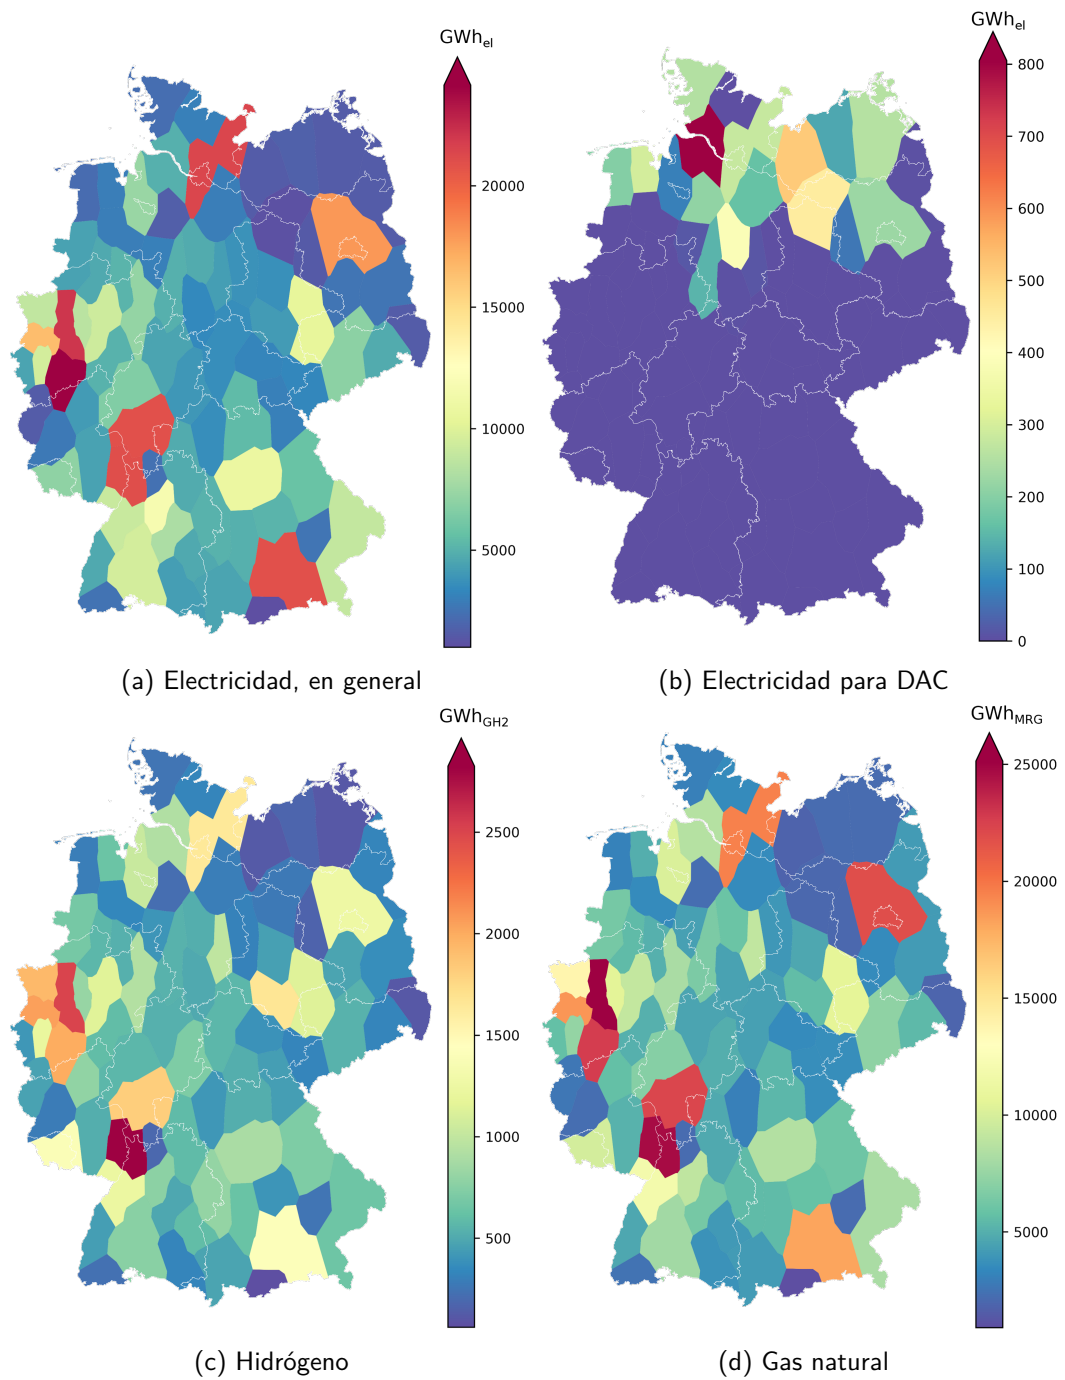 GWhel
20000
15000
10000
5000
(a) Electricidad, en general
GWhel
800
700
600
500
400
300
200
100
0
(b) Electricidad para DAC
GWhGH2
2500
2000
1500
1000
500
(c) Hidrógeno
GWhMRG
25000
20000
15000
10000
5000
(d) Gas natural